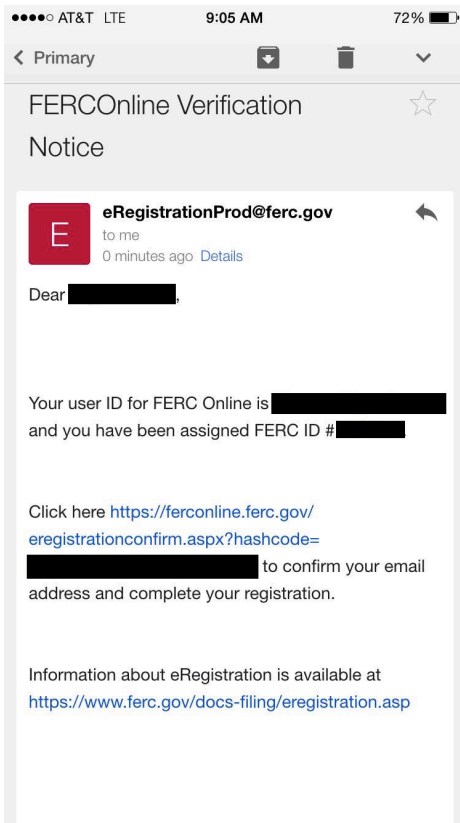 AT&T LTE 9:05 AM 72%
Primary
FERCOnline Verification
Notice
E
eRegistrationProd@ferc.gov
to me
0 minutes ago Details
Dear ,
Your user ID for FERC Online is
and you have been assigned FERC ID #
Click here https://ferconline.ferc.gov/
eregistrationconfirm.aspx?hashcode=
to confirm your email
address and complete your registration.
Information about eRegistration is available at
https://www.ferc.gov/docs-filing/eregistration.asp